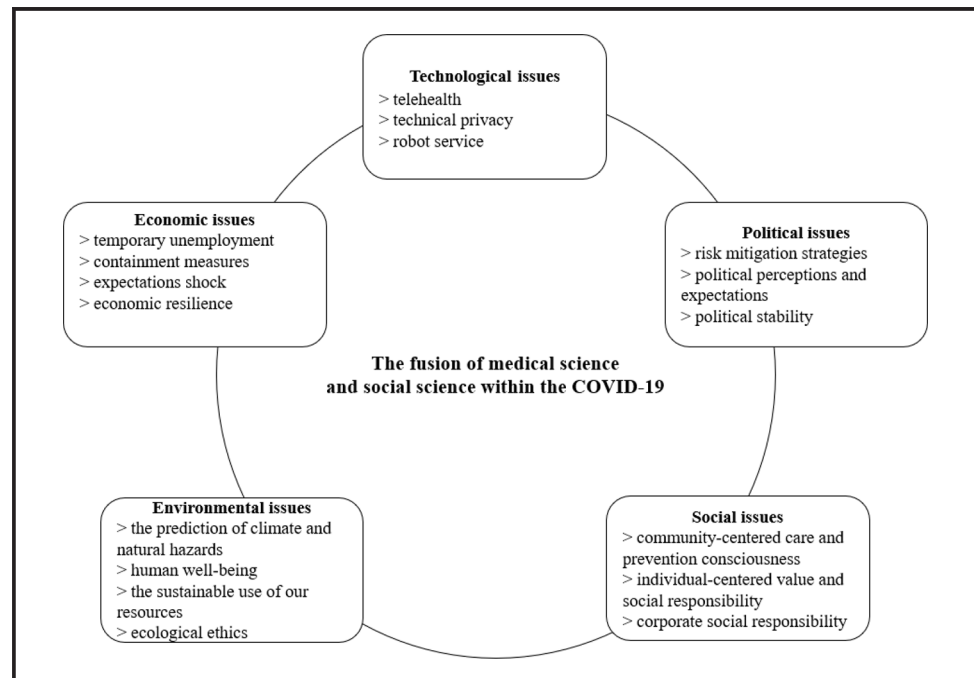 Technological issues
> telehealth
> technical privacy
> robot service
Economic issues
> temporary unemployment
> containment measures
> expectations shock
> economic resilience
Political issues
> risk mitigation strategies
> political perceptions and
expectations
> political stability
The fusion of medical science
and social science within the COVID-19
Environmental issues
> the prediction of climate and
natural hazards
> human well-being
> the sustainable use of our
resources
> ecological ethics
Social issues
> community-centered care and
prevention consciousness
> individual-centered value and
social responsibility
> corporate social responsibility